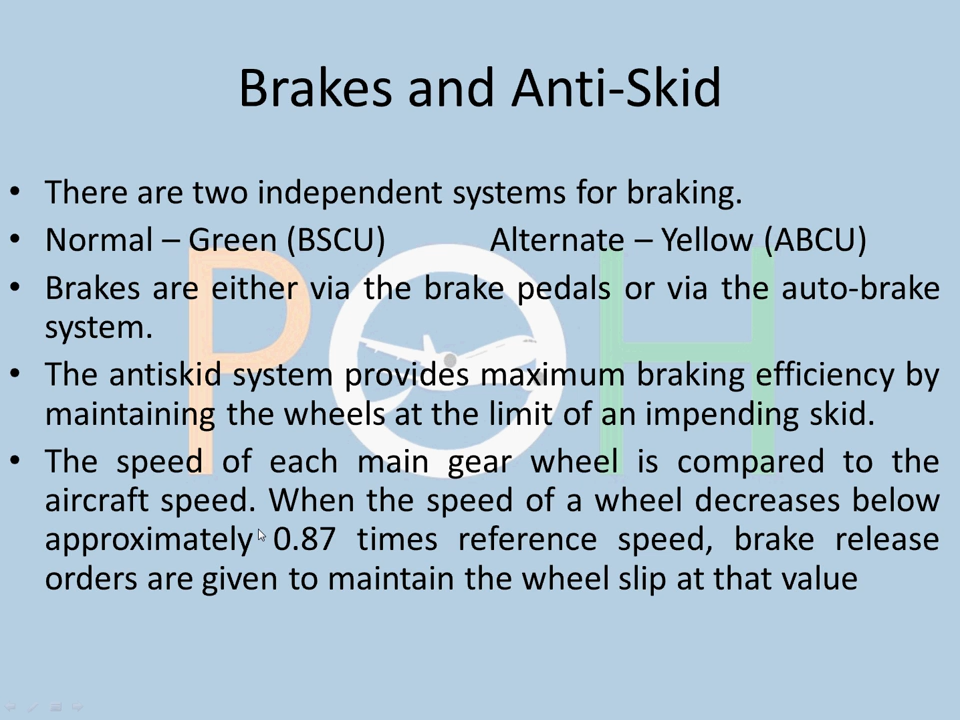 Brakes and Anti-Skid
• There are two independent systems for braking.
• Normal – Green (BSCU) Alternate – Yellow (ABCU)
• Brakes are either via the brake pedals or via the auto-brake
system.
• The antiskid system provides maximum braking efficiency by
maintaining the wheels at the limit of an impending skid.
• The speed of each main gear wheel is compared to the
aircraft speed. When the speed of a wheel decreases below
approximately 0.87 times reference speed, brake release
orders are given to maintain the wheel slip at that value
POH